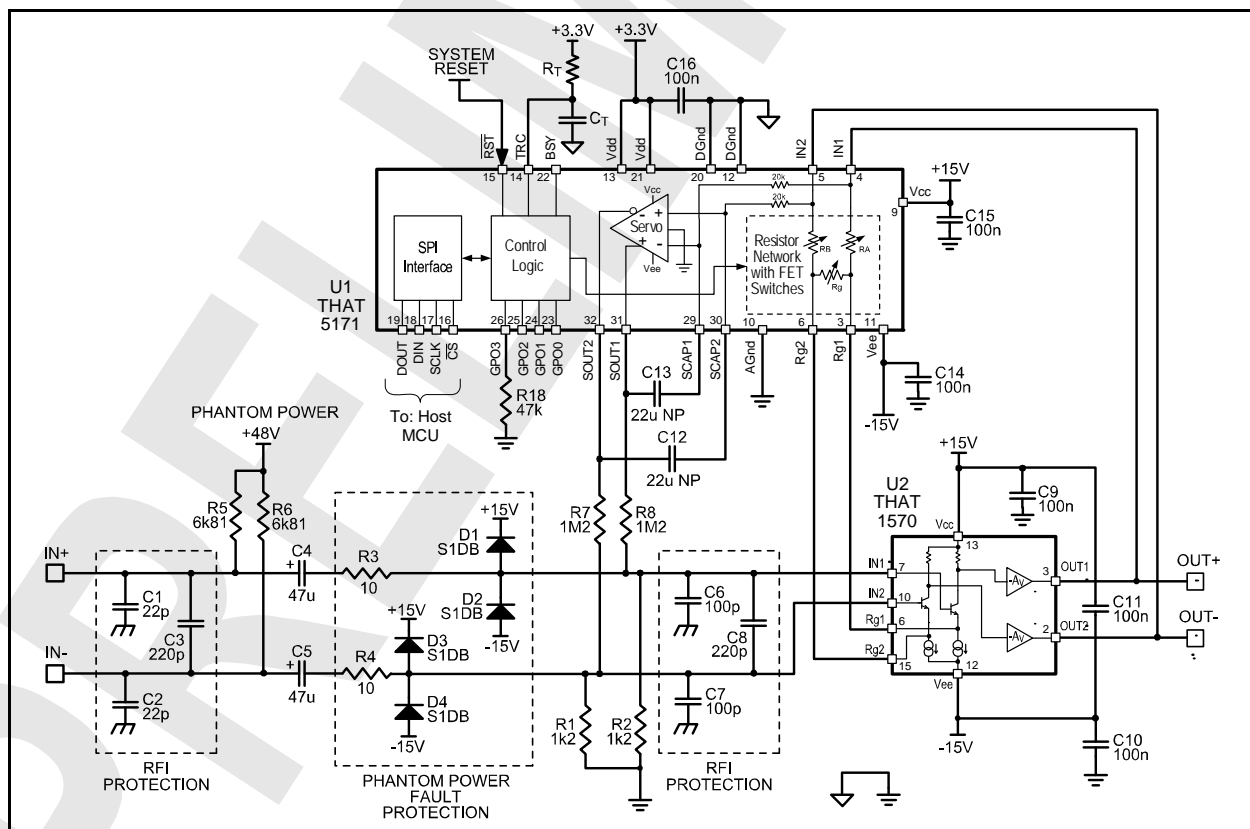 +3.3V
+3.3V
SYSTEM
RESET
RT
CT
C16
100n
RST
TRC
BSY
Vdd
Vdd
DGnd
DGnd
IN2
IN1
15
14
22
13
21
20
12
5
4
+15V
Vcc
9
C15
100n
20k
20k
Vcc
Servo
- +
+ -
Vee
SPI
Interface
Control
Logic
Resistor
Network
with FET
Switches
RB
RA
Rg
U1
THAT
5171
19
18
17
16
26
25
24
23
32
31
29
30
10
6
3
11
DOUT
DIN
SCLK
CS
GPO3
GPO2
GPO1
GPO0
SOUT2
SOUT1
SCAP1
SCAP2
AGnd
Rg2
Rg1
Vee
To: Host
MCU
R18
47k
C13
22u NP
C12
22u NP
C14
100n
-15V
PHANTOM POWER
+48V
R5
6k81
R6
6k81
R7
1M2
R8
1M2
+15V
C9
100n
U2
THAT
1570
Vcc
13
IN+
C1
22p
C3
220p
C4
+
47u
R3
10
+15V
D1
S1DB
D2
S1DB
-15V
+15V
D3
S1DB
D4
S1DB
-15V
IN-
C2
22p
C5
+
47u
R4
10
R1
1k2
R2
1k2
C6
100p
C8
220p
C7
100p
IN1
7
IN2
10
Rg1
6
Rg2
15
-AV
-AV
3
OUT1
2
OUT2
12
Vee
C11
100n
OUT+
-
OUT-
-
-15V
C10
100n
RFI
PROTECTION
PHANTOM POWER
FAULT
PROTECTION
RFI
PROTECTION
PRELIM